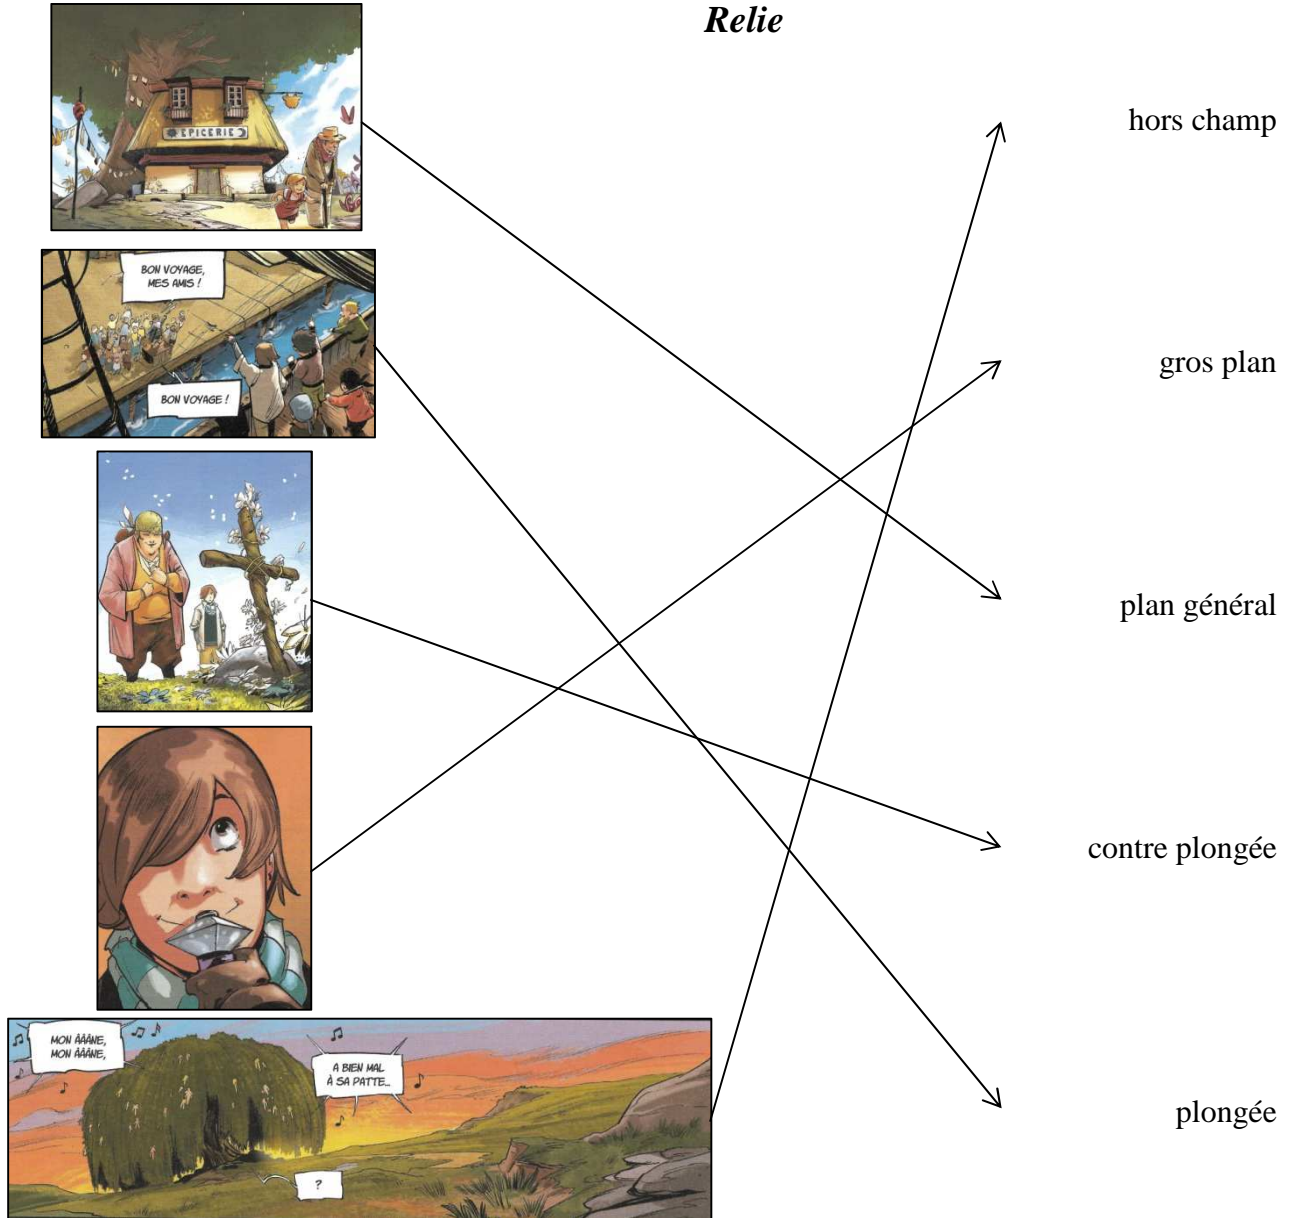 Relie
EPICERIE
hors champ
BON VOYAGE,
MES AMIS !
BON VOYAGE !
gros plan
plan général
contre plongée
MON ÂÂÂNE,
MON ÂÂÂNE,
A BIEN MAL
À SA PATTE...
?
plongée